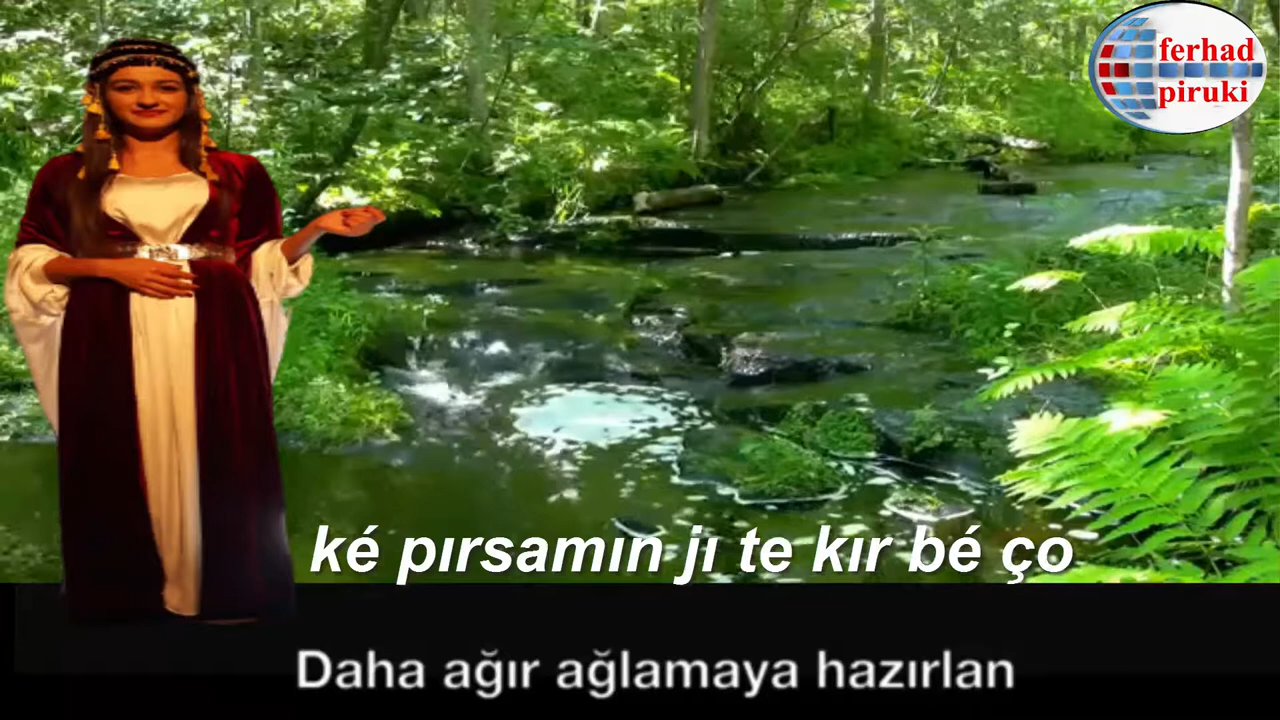 ferhad
piruki
ké pırsamın jı te kır bé ço
Daha ağır ağlamaya hazırlan